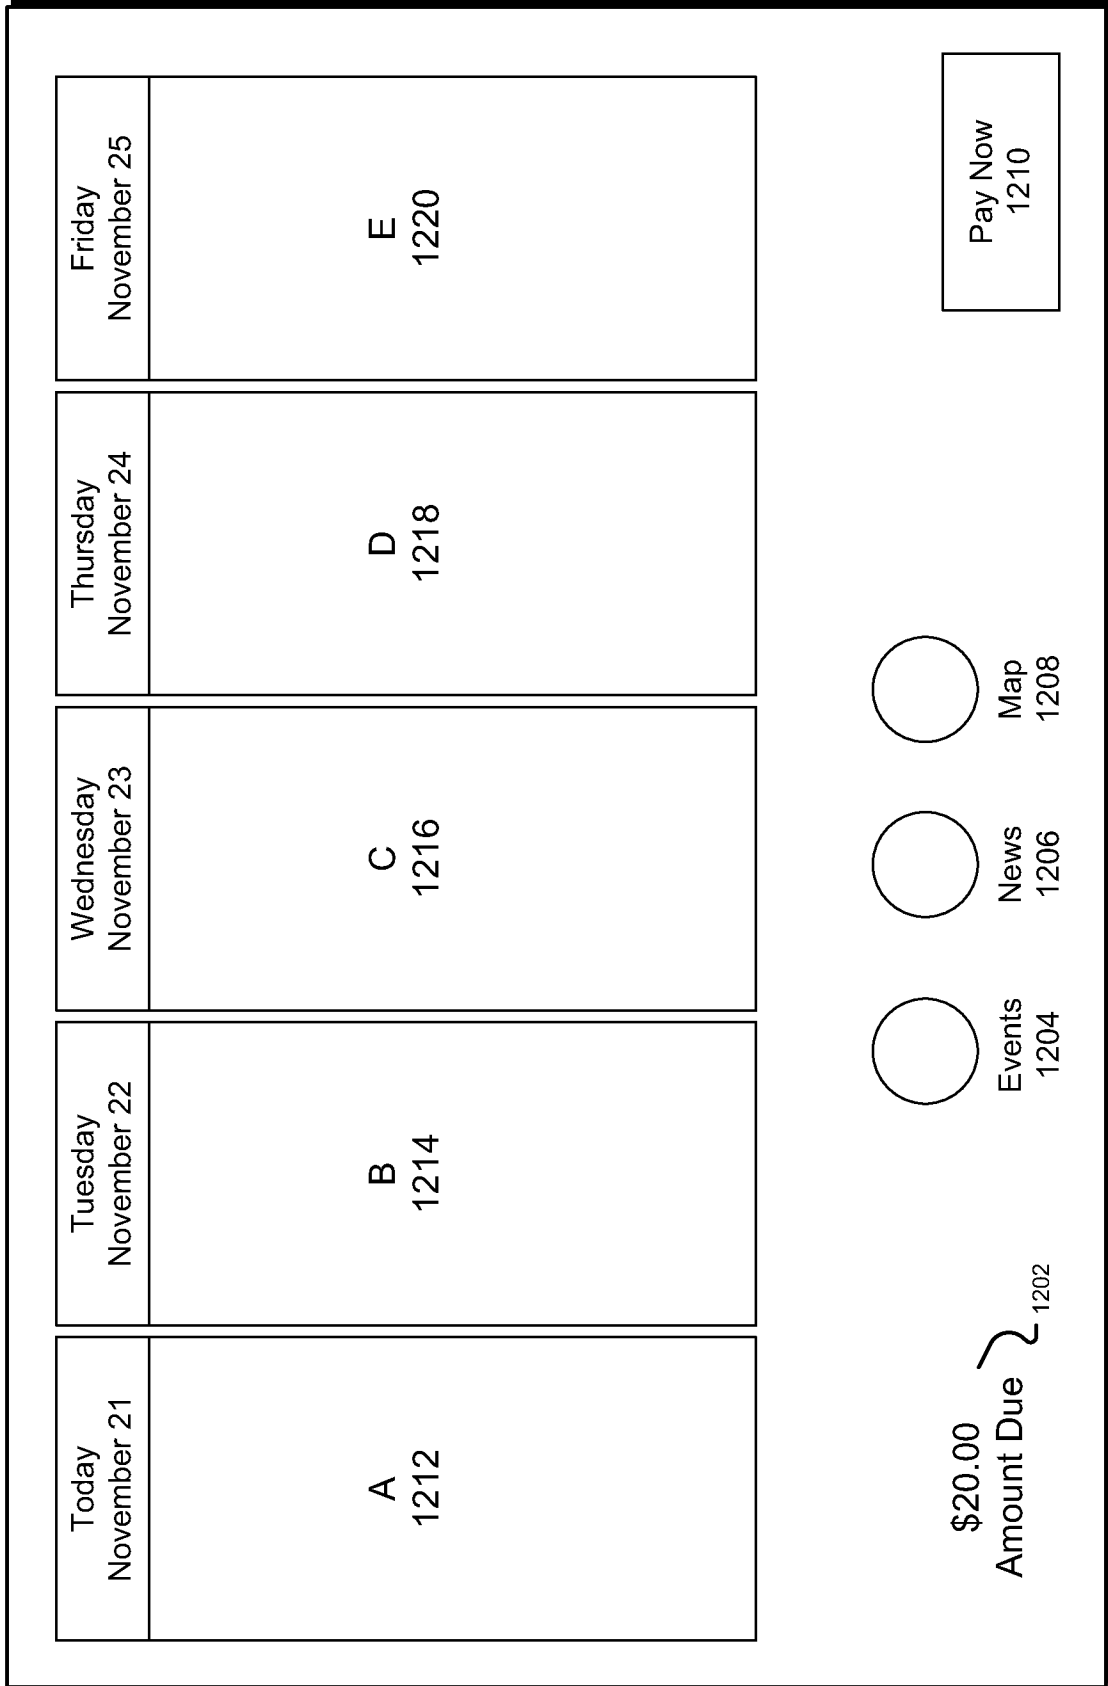 Today
November 21
A
1212
Tuesday
November 22
B
1214
Wednesday
November 23
C
1216
Thursday
November 24
D
1218
Friday
November 25
E
1220
$20.00
Amount Due
1202
Events
1204
News
1206
Map
1208
Pay Now
1210